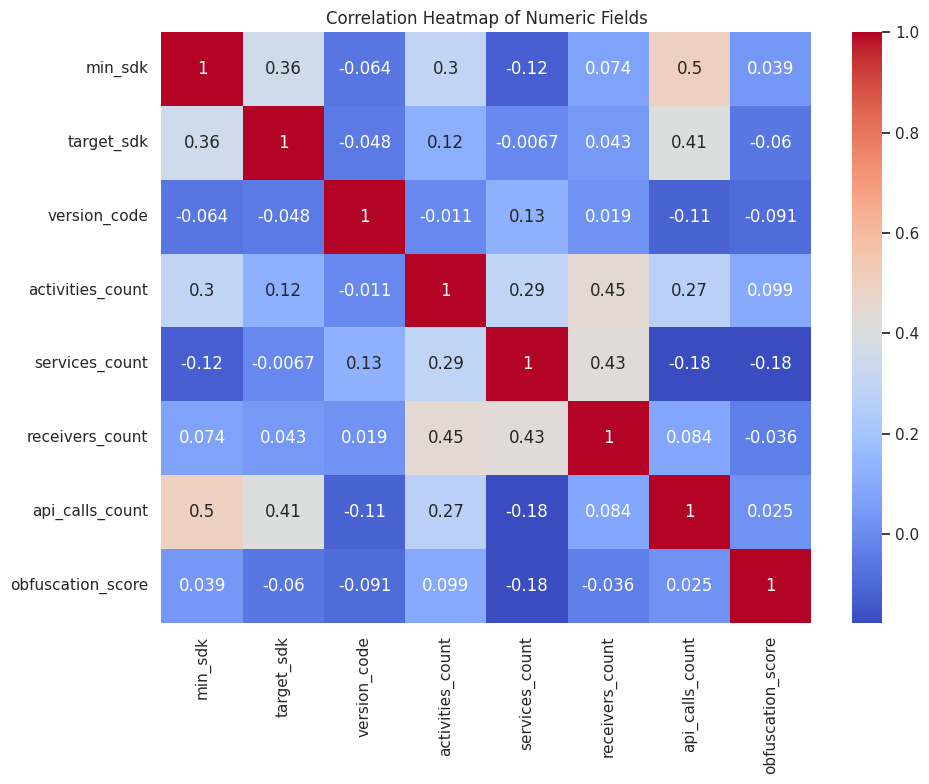 Correlation Heatmap of Numeric Fields
min_sdk 1 0.36 -0.064 0.3 -0.12 0.074 0.5 0.039
target_sdk 0.36 1 -0.048 0.12 -0.0067 0.043 0.41 -0.06
version_code -0.064 -0.048 1 -0.011 0.13 0.019 -0.11 -0.091
activities_count 0.3 0.12 -0.011 1 0.29 0.45 0.27 0.099
services_count -0.12 -0.0067 0.13 0.29 1 0.43 -0.18 -0.18
receivers_count 0.074 0.043 0.019 0.45 0.43 1 0.084 -0.036
api_calls_count 0.5 0.41 -0.11 0.27 -0.18 0.084 1 0.025
obfuscation_score 0.039 -0.06 -0.091 0.099 -0.18 -0.036 0.025 1
min_sdk
target_sdk
version_code
activities_count
services_count
receivers_count
api_calls_count
obfuscation_score
1.0
0.8
0.6
0.4
0.2
0.0